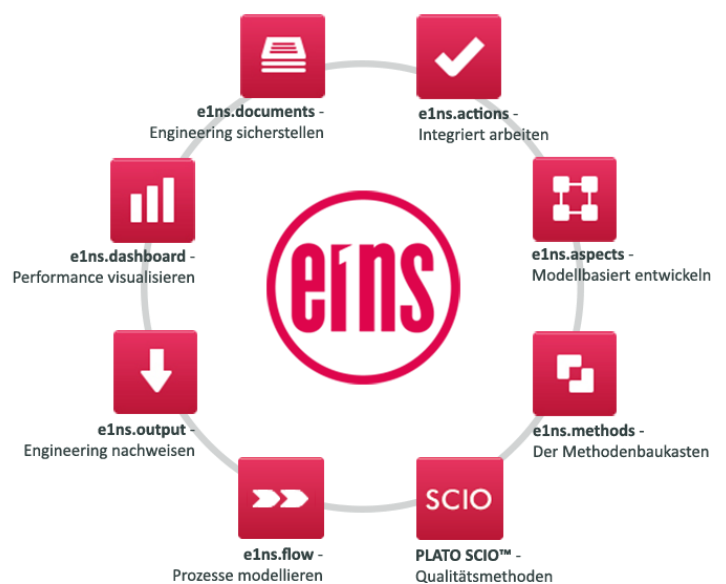 e1ns.documents -
Engineering sicherstellen
e1ns.actions -
Integriert arbeiten
e1ns.dashboard -
Performance visualisieren
e1ns
e1ns.aspects -
Modellbasiert entwickeln
e1ns.output -
Engineering nachweisen
e1ns.methods -
Der Methodenbaukasten
SCIO
e1ns.flow -
Prozesse modellieren
PLATO SCIO™ -
Qualitätsmethoden